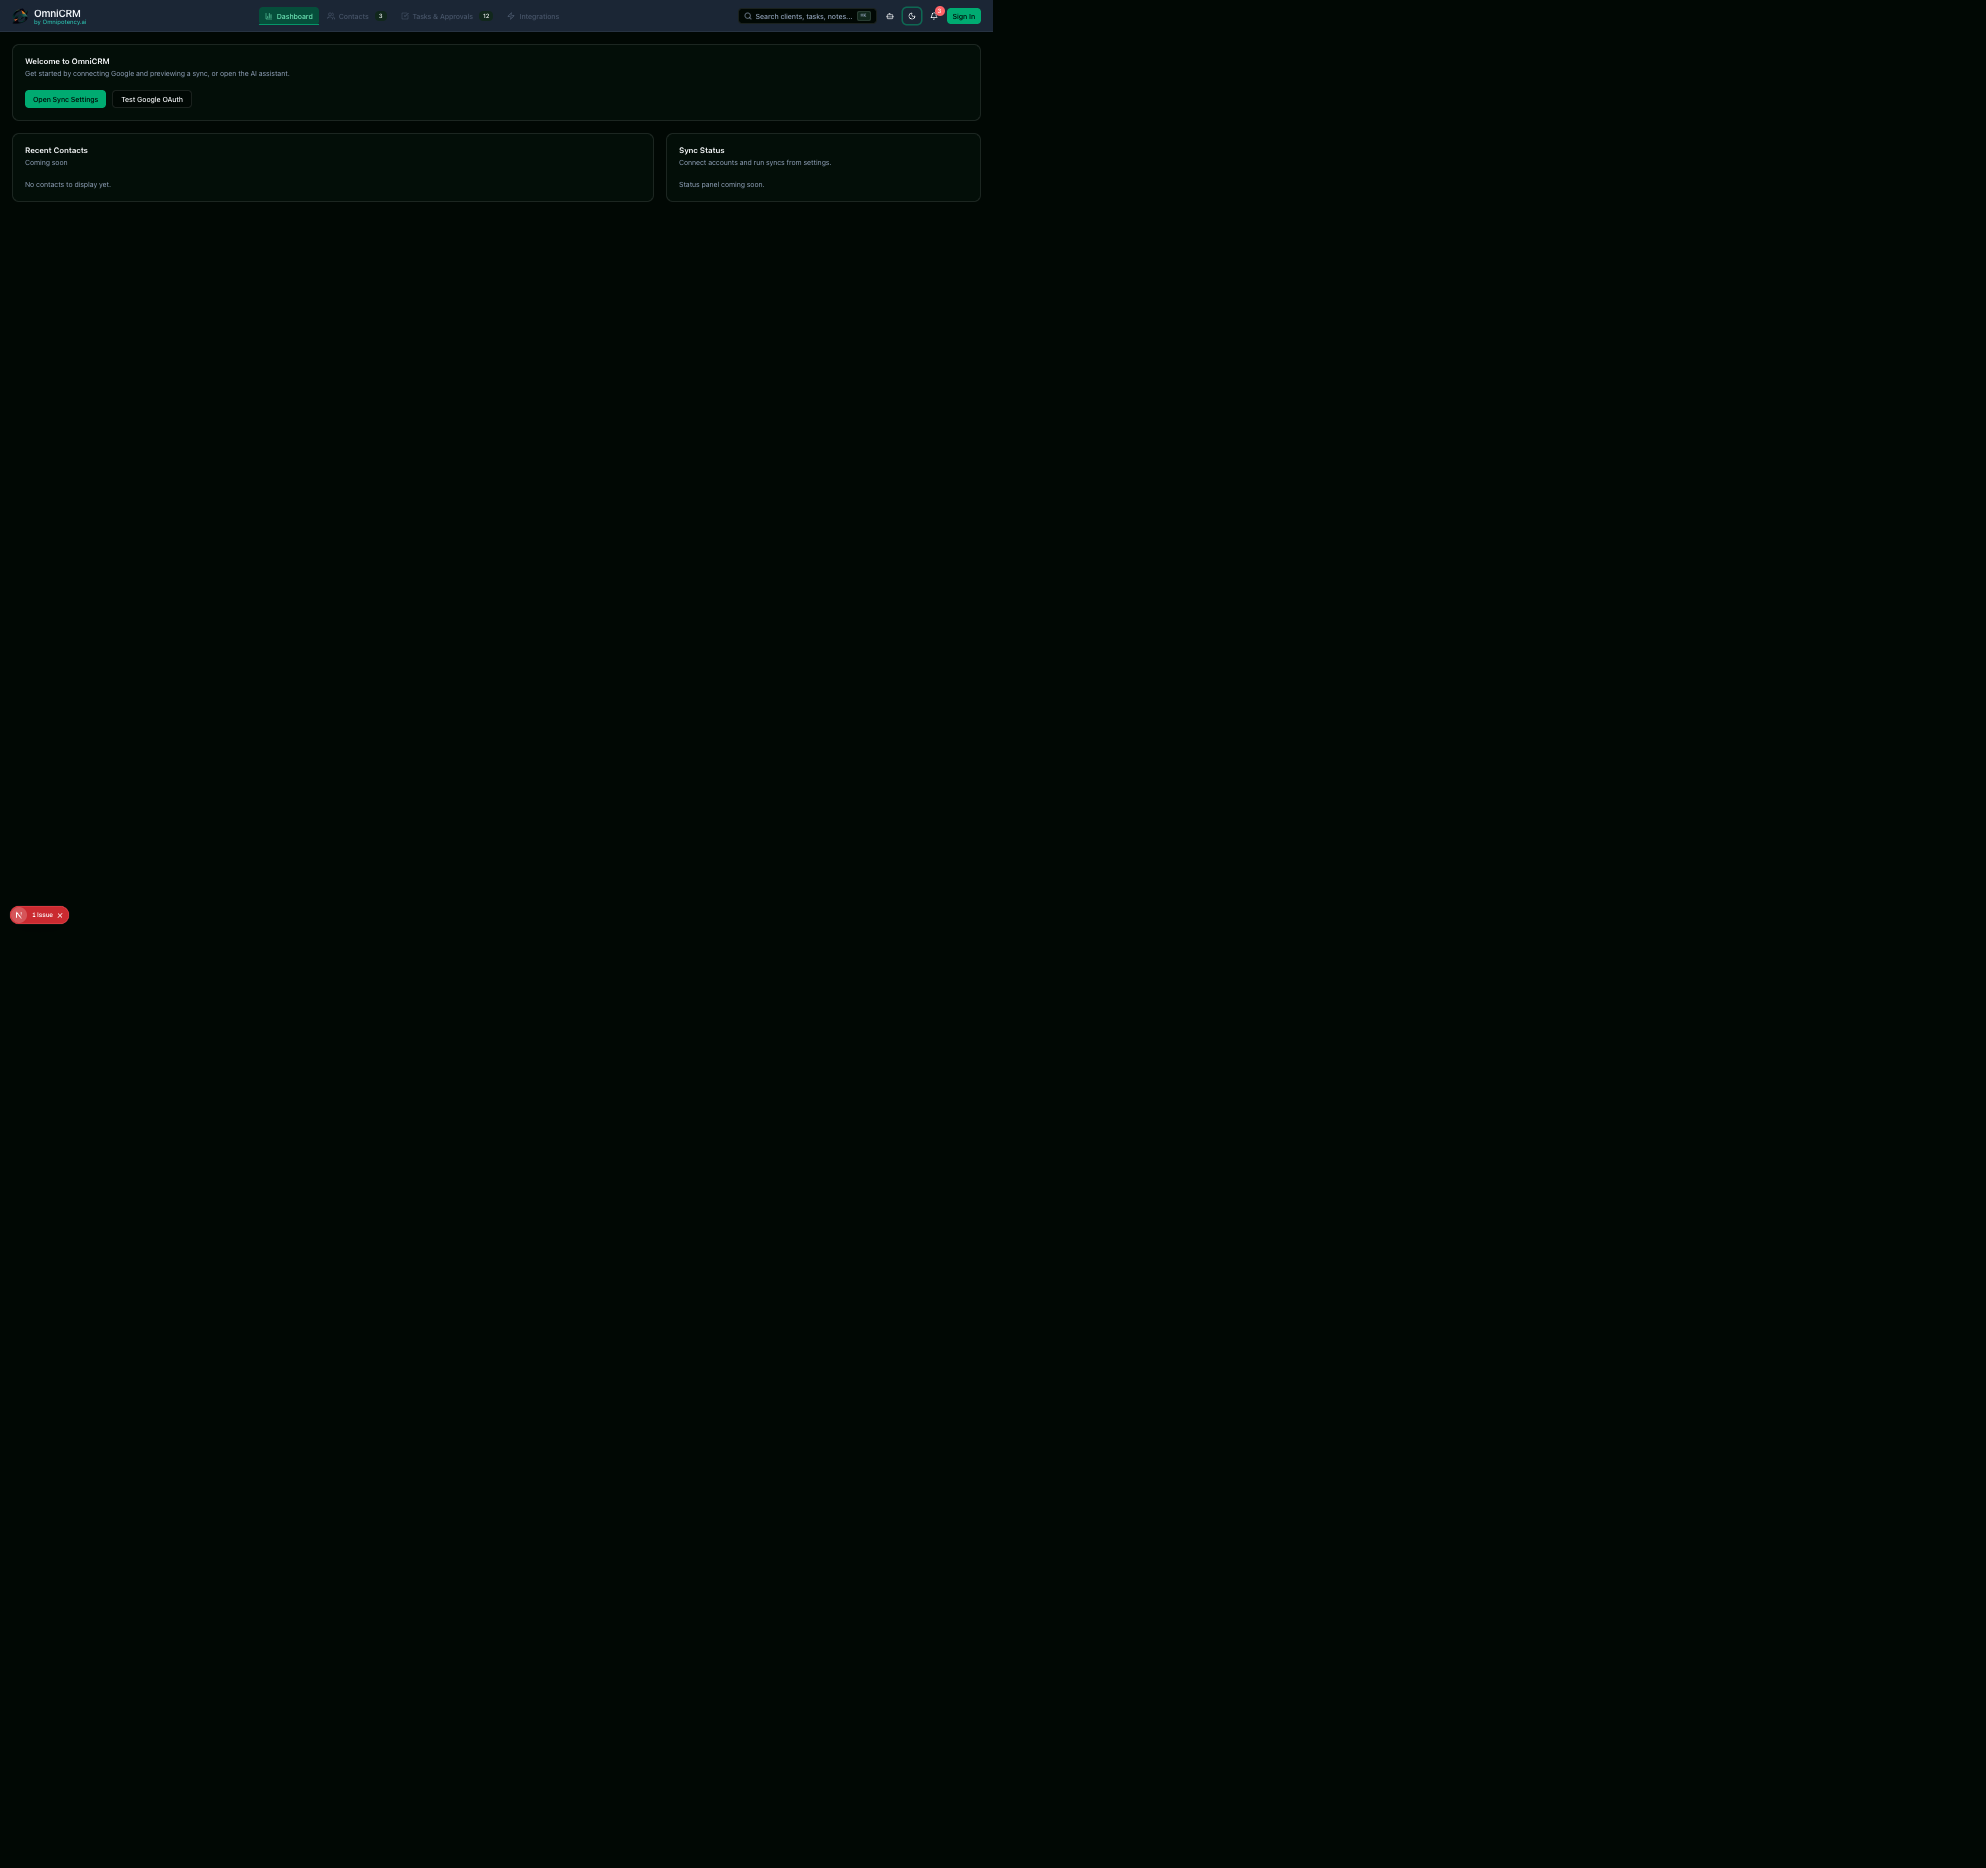 OmniCRM
by Omnipotency.ai
Dashboard
Contacts 3
Tasks & Approvals 12
Integrations
Search clients, tasks, notes... ⌘K
3
Sign in
Welcome to OmniCRM
Get started by connecting Google and previewing a sync, or open the AI assistant.
Open Sync Settings
Test Google OAuth
Recent Contacts
Coming soon
No contacts to display yet.
Sync Status
Connect accounts and run syncs from settings.
Status panel coming soon.
N 1 Issue